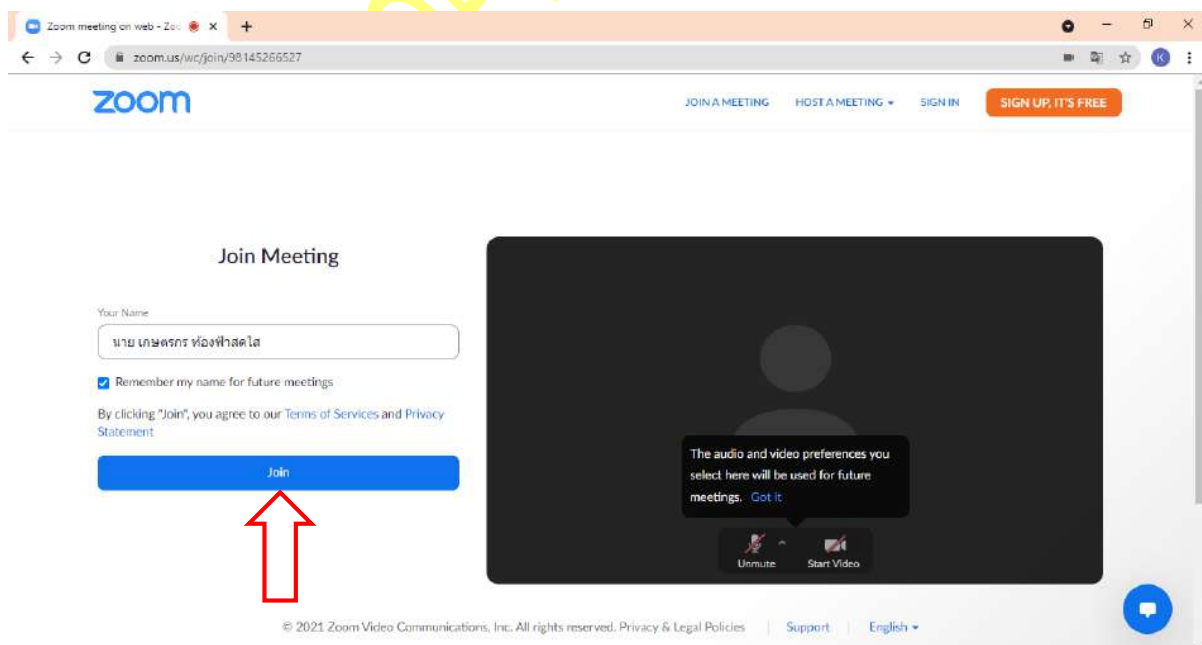 Zoom meeting on web - Zoo
zoom.us/wc/join/98145266527
K
zoom
JOIN A MEETING
HOST A MEETING
SIGN IN
SIGN UP, IT'S FREE
Join Meeting
Your Name
นาย เกษตรกร ท้องฟ้าสดใส
Remember my name for future meetings
By clicking "Join", you agree to our Terms of Services and Privacy
Statement
Join
The audio and video preferences you
select here will be used for future
meetings. Got it
Unmute
Start Video
© 2021 Zoom Video Communications, Inc. All rights reserved. Privacy & Legal Policies
Support
English